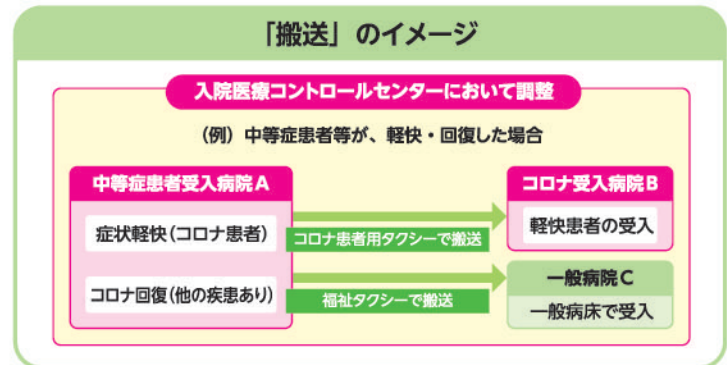 「搬送」のイメージ
入院医療コントロールセンターにおいて調整
（例）中等症患者等が、軽快・回復した場合
中等症患者受入病院A
コロナ受入病院B
症状軽快（コロナ患者）
コロナ患者用タクシーで搬送
軽快患者の受入
コロナ回復（他の疾患あり）
福祉タクシーで搬送
一般病院C
一般病床で受入